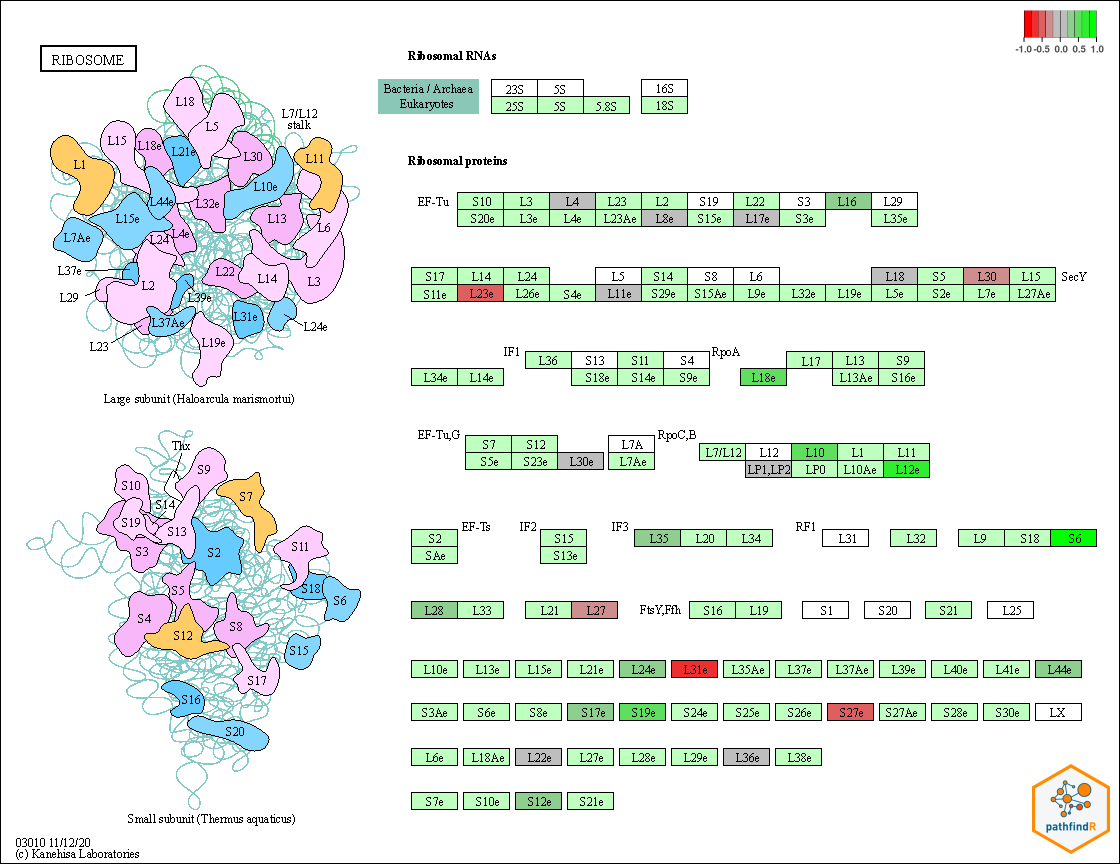 RIBOSOME
-1.0 -0.5 0.0 0.5 1.0
Ribosomal RNAs
Bacteria / Archaea
Eukaryotes
23S 5S 16S
25S 5S 5.8S 18S
Ribosomal proteins
EF-Tu S10 L3 L4 L23 L2 S19 L22 S3 L16 L29
S20e L3e L4e L23Ae L8e S15e L17e S3e L35e
S17 L14 L24 L5 S14 S8 L6 L18 S5 L30 L15 SecY
S11e L23e L26e S4e L11e S29e S15Ae L9e L32e L19e L5e S2e L7e L27Ae
IF1 L36 S13 S11 S4 RpoA L17 L13 S9
L34e L14e S18e S14e S9e L18e L13Ae S16e
EF-Tu,G S7 S12 L7A RpoC,B L7/L12 L12 L10 L1 L11
S5e S23e L30e L7Ae LP1,LP2 LP0 L10Ae L12e
S2 EF-Ts IF2 S15 IF3 L35 L20 L34 RF1 L31 L32 L9 S18 S6
SAe S13e
L28 L33 L21 L27 FtsY,Ffh S16 L19 S1 S20 S21 L25
L10e L13e L15e L21e L24e L31e L35Ae L37e L37Ae L39e L40e L41e L44e
S3Ae S6e S8e S17e S19e S24e S25e S26e S27e S27Ae S28e S30e LX
L6e L18Ae L22e L27e L28e L29e L36e L38e
S7e S10e S12e S21e
L18
L5
L7/L12
stalk
L15
L18e
L21e
L30
L11
L1
L10e
L44e
L32e
L15e
L13
L6
L7Ae
L24
L4e
L37e
L22
L14
L3
L2
L29
L39e
L37Ae
L31e
L24e
L23
L19e
Large subunit (Haloarcula marismortui)
Thx
S9
S10
S7
S14
S19
S13
S3
S2
S11
S5
S18
S6
S4
S12
S8
S15
S17
S16
S20
Small subunit (Thermus aquaticus)
03010 11/12/20
(c) Kanehisa Laboratories
pathfindR